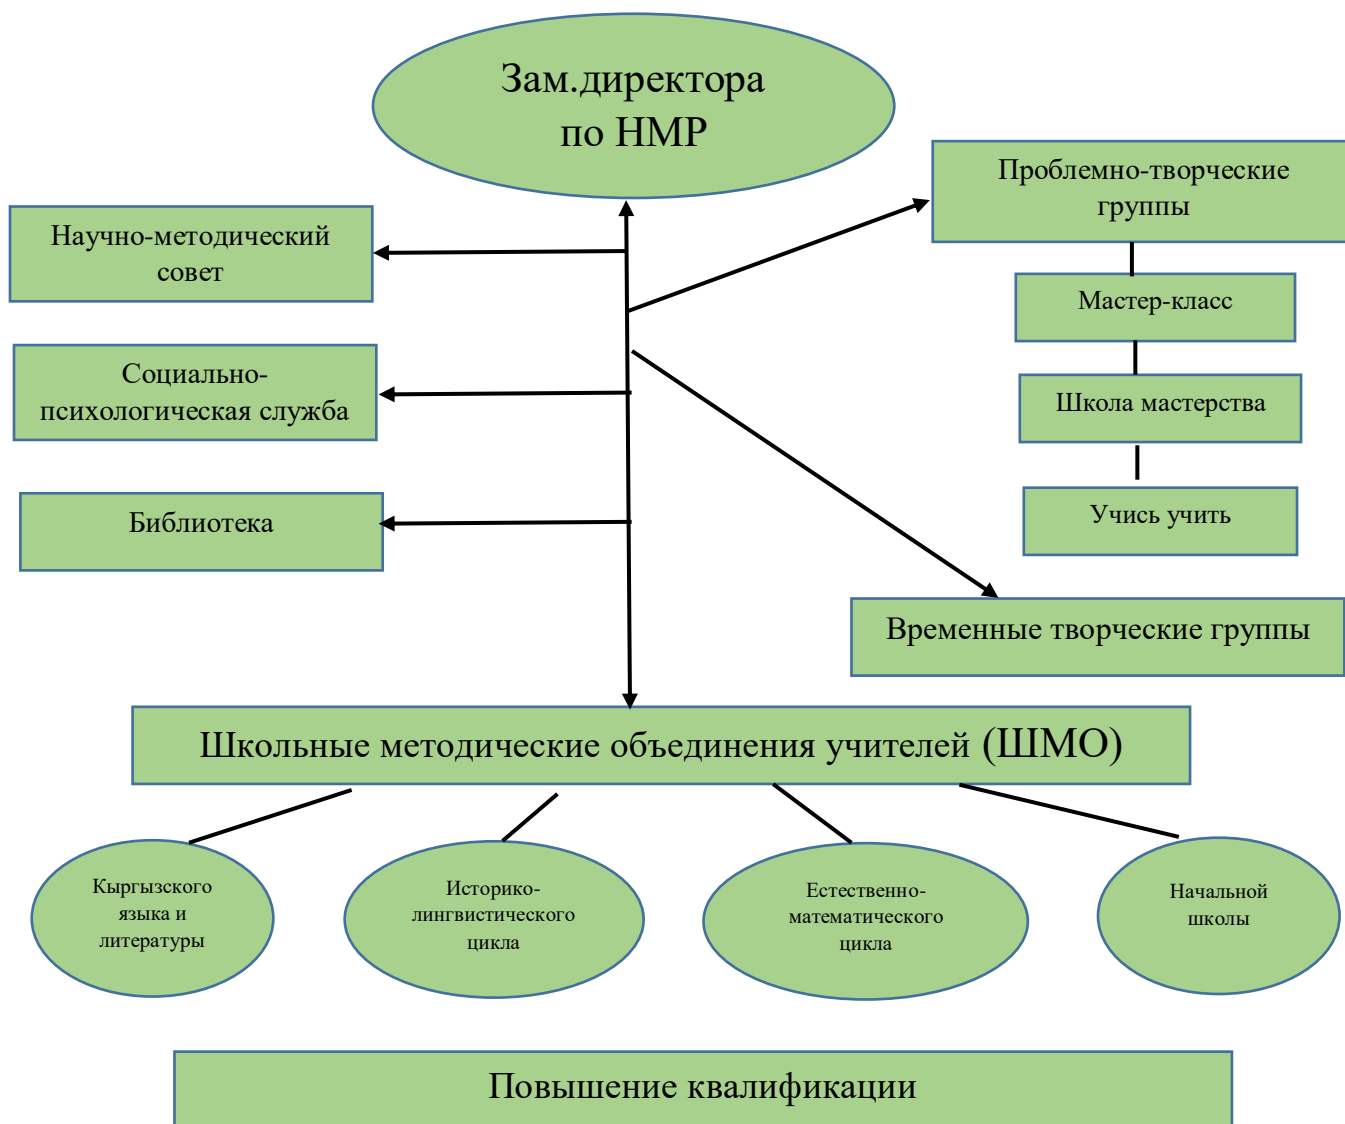 Зам.директора
по НМР
Проблемно-творческие
группы
Научно-методический
совет
Мастер-класс
Социально-
психологическая служба
Школа мастерства
Библиотека
Учись учить
Временные творческие группы
Школьные методические объединения учителей (ШМО)
Кыргызского
языка и
литературы
Историко-
лингвистического
цикла
Естественно-
математического
цикла
Начальной
школы
Повышение квалификации